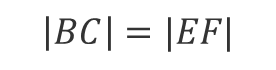 |BC| = |EF|